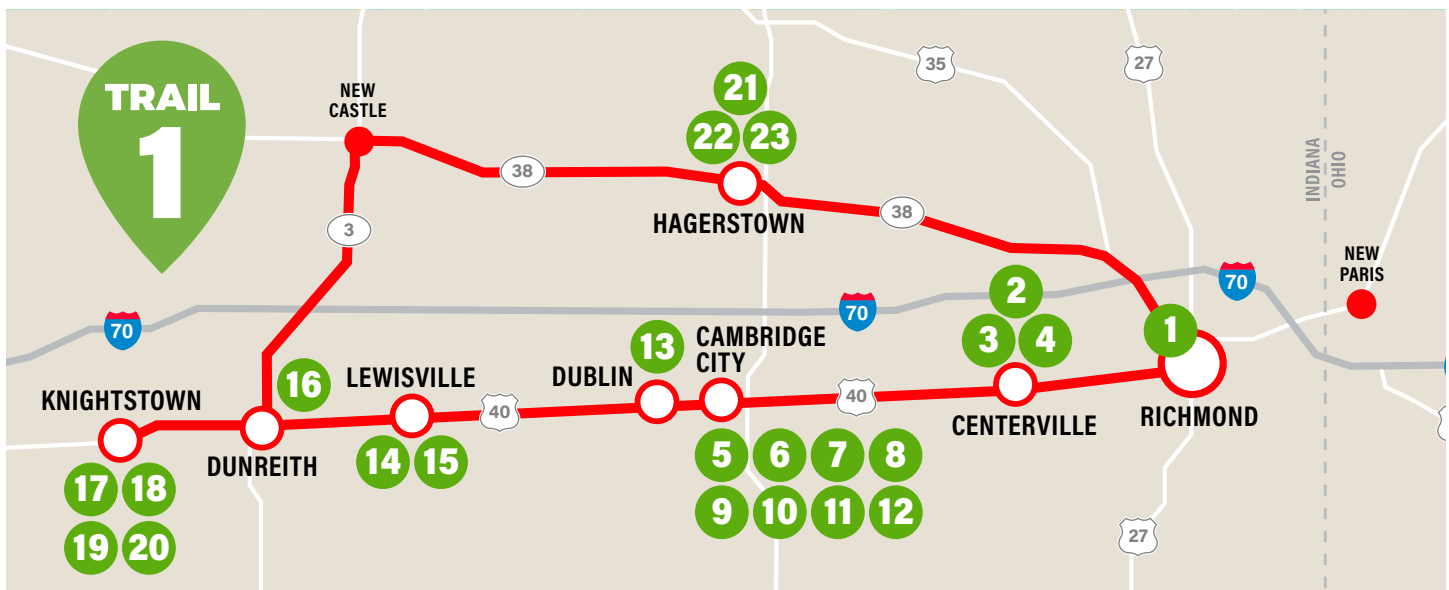 TRAIL
1
NEW
CASTLE
21
22 23
35
27
INDIANA
OHIO
38
3
HAGERSTOWN
38
NEW
PARIS
70
70
70
2
3 4
1
13
CAMBRIDGE
CITY
16
LEWISVILLE
DUBLIN
KNIGHTSTOWN
40
40
CENTERVILLE
RICHMOND
DUNREITH
14 15
5 6 7 8
17 18
9 10 11 12
19 20
27